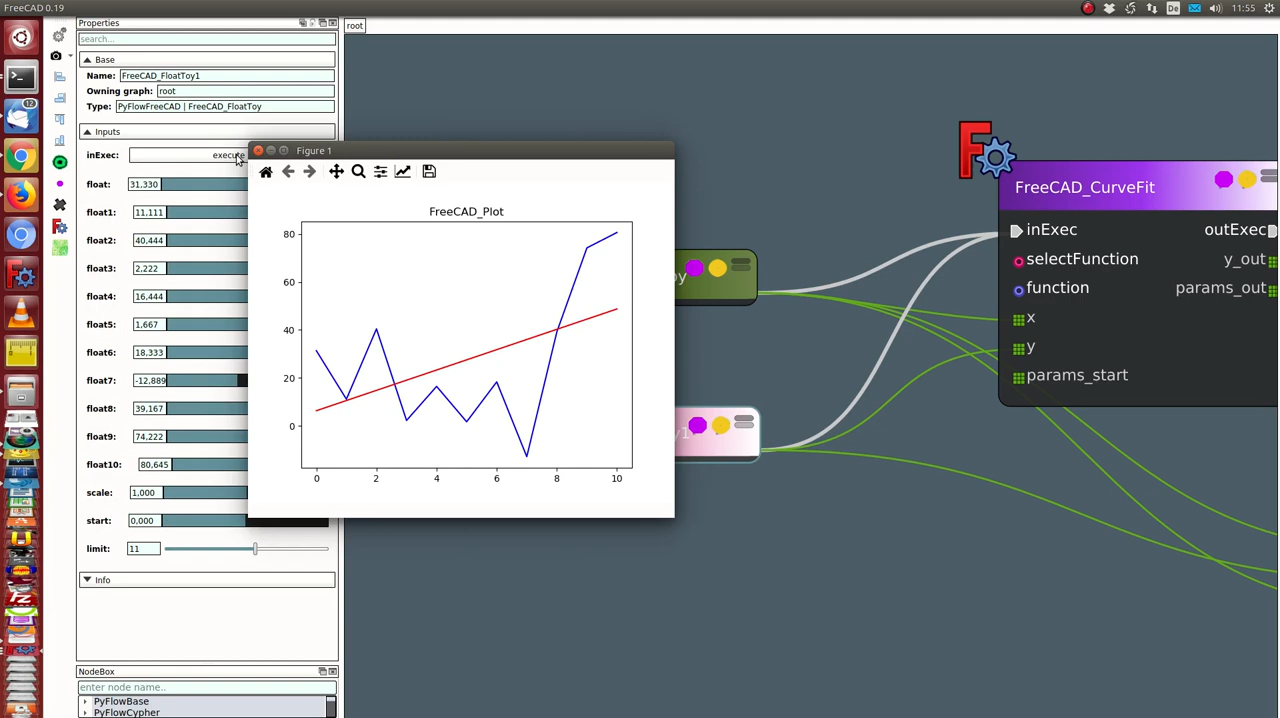 FreeCAD 0.19
De
11:55
Properties
root
search...
Base
Name: FreeCAD_FloatToy1
Owning graph: root
Type: PyFlowFreeCAD | FreeCAD_FloatToy
Inputs
inExec: execute
float: 31,330
float1: 11,111
float2: 40,444
float3: 2,222
float4: 16,444
float5: 1,667
float6: 18,333
float7: -12,889
float8: 39,167
float9: 74,222
float10: 80,645
scale: 1,000
start: 0,000
limit: 11
Info
NodeBox
enter node name..
PyFlowBase
PyFlowCypher
12
Figure 1
FreeCAD_Plot
80
60
40
20
0
0 2 4 6 8 10
y1
FreeCAD_CurveFit
inExec
outExec
selectFunction
y_out
function
params_out
x
y
params_start